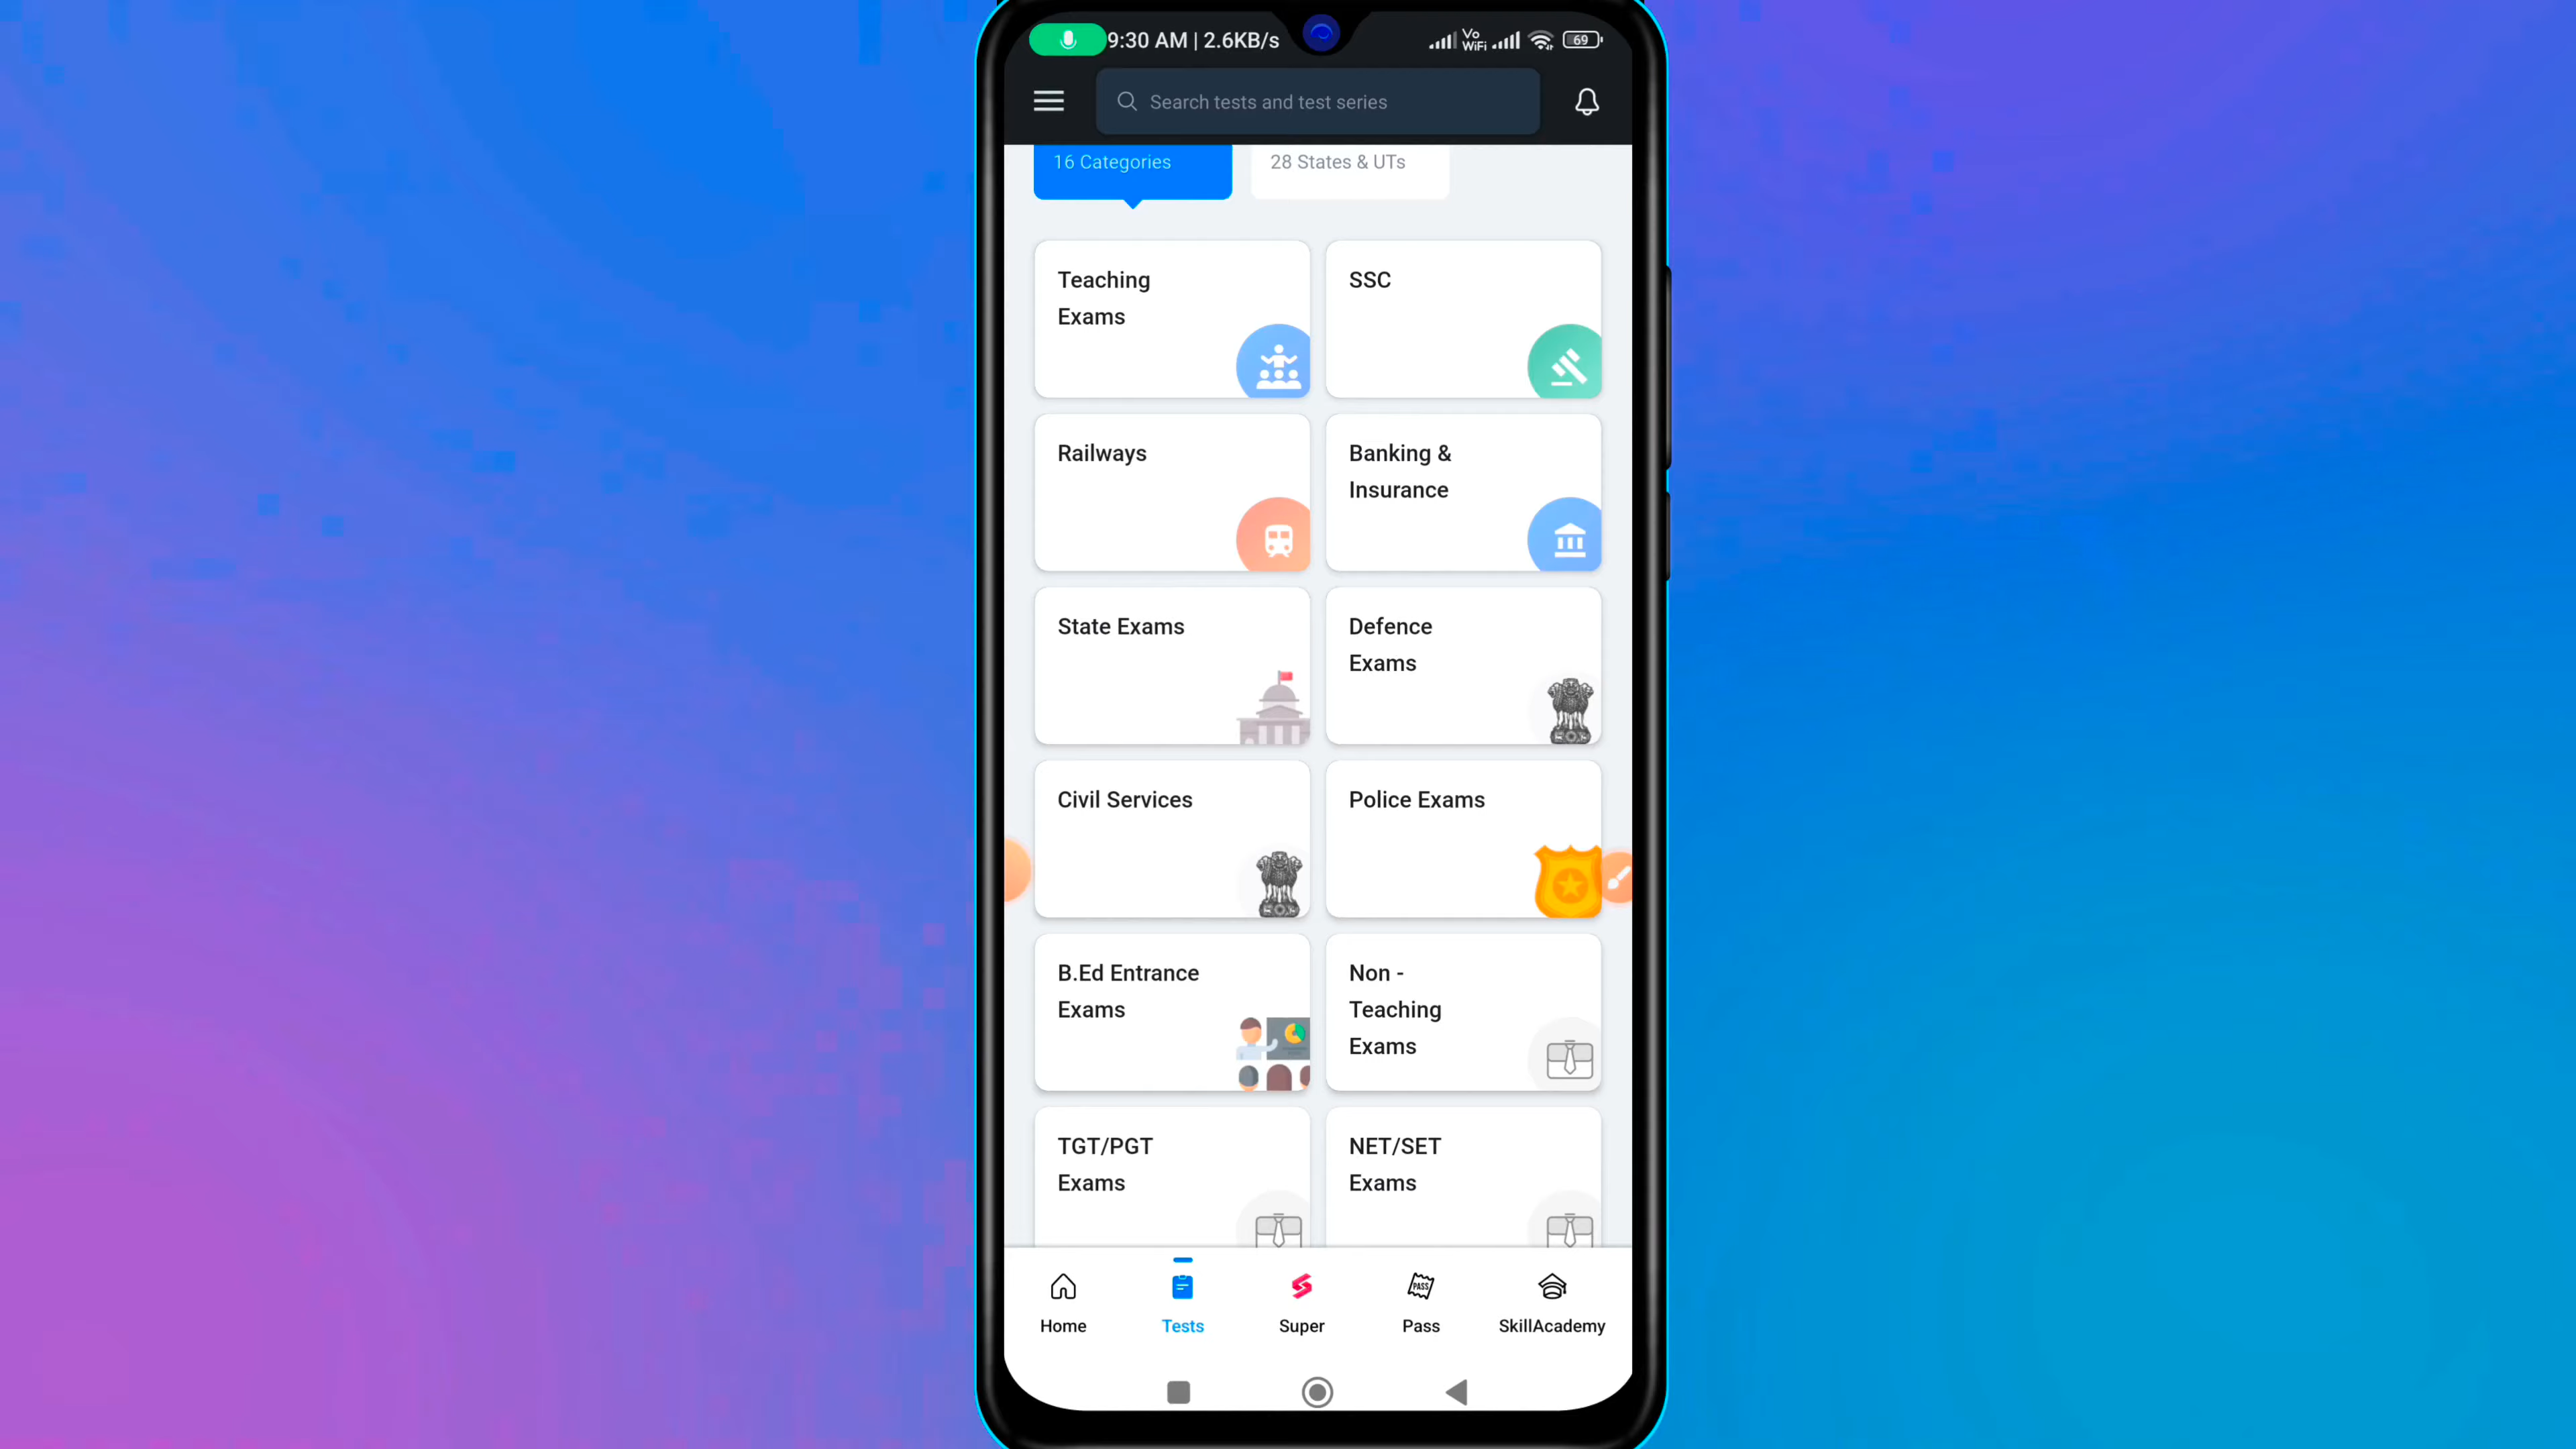 9:30 AM | 2.6KB/s
Vo
WiFi
69
Search tests and test series
16 Categories
28 States & UTs
Teaching
Exams
SSC
Railways
Banking &
Insurance
State Exams
Defence
Exams
Civil Services
Police Exams
B.Ed Entrance
Exams
Non -
Teaching
Exams
TGT/PGT
Exams
NET/SET
Exams
PASS
Home
Tests
Super
Pass
SkillAcademy